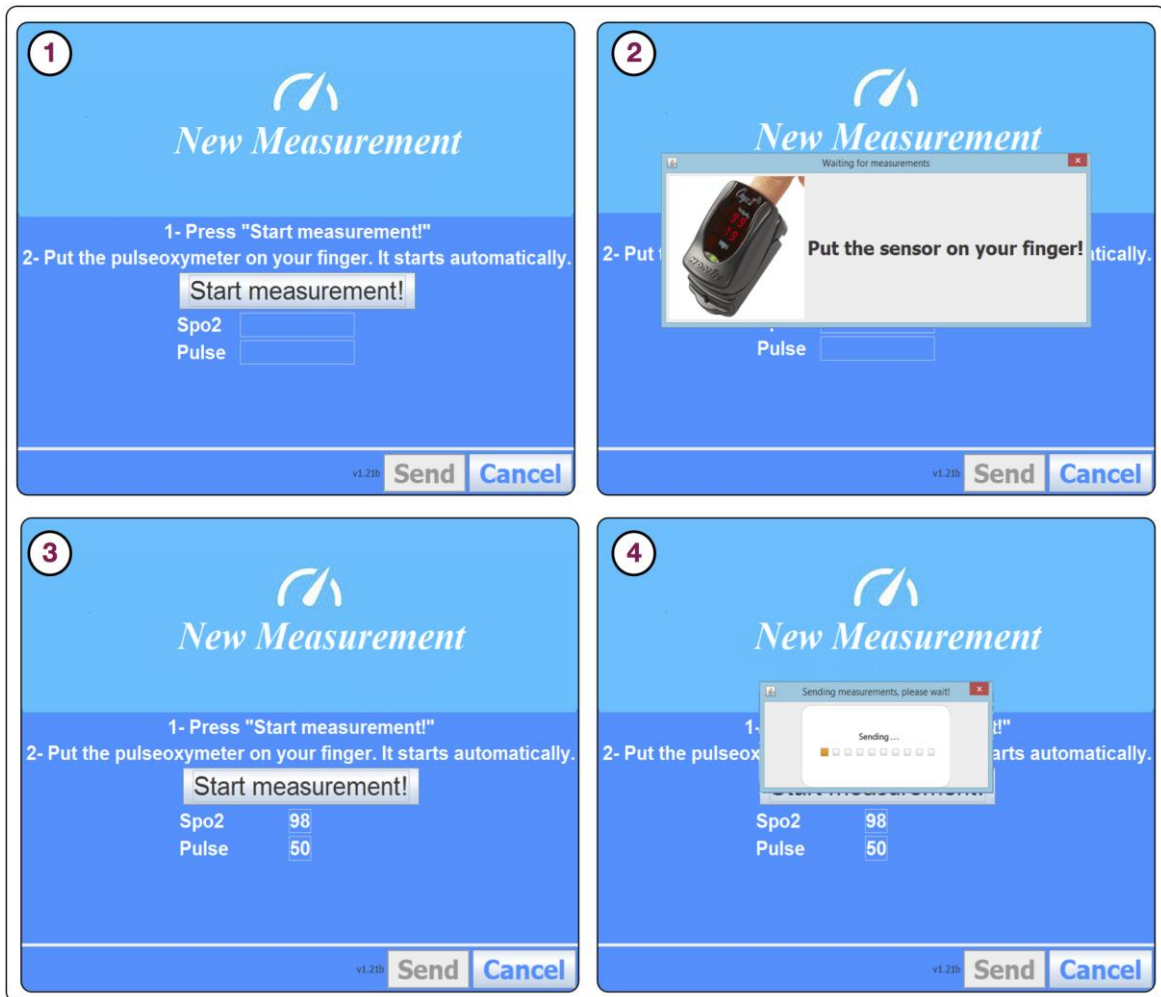 1
New Measurement
1- Press "Start measurement!"
2- Put the pulseoxymeter on your finger. It starts automatically.
Start measurement!
Spo2
Pulse
v1.21b Send Cancel
2
New Measurement
Waiting for measurements
Put the sensor on your finger!
2- Put tically.
Pulse
v1.21b Send Cancel
3
New Measurement
1- Press "Start measurement!"
2- Put the pulseoxymeter on your finger. It starts automatically.
Start measurement!
Spo2 98
Pulse 50
v1.21b Send Cancel
4
New Measurement
Sending measurements, please wait!
Sending ...
1- t!"
2- Put the pulseox arts automatically.
Spo2 98
Pulse 50
v1.21b Send Cancel